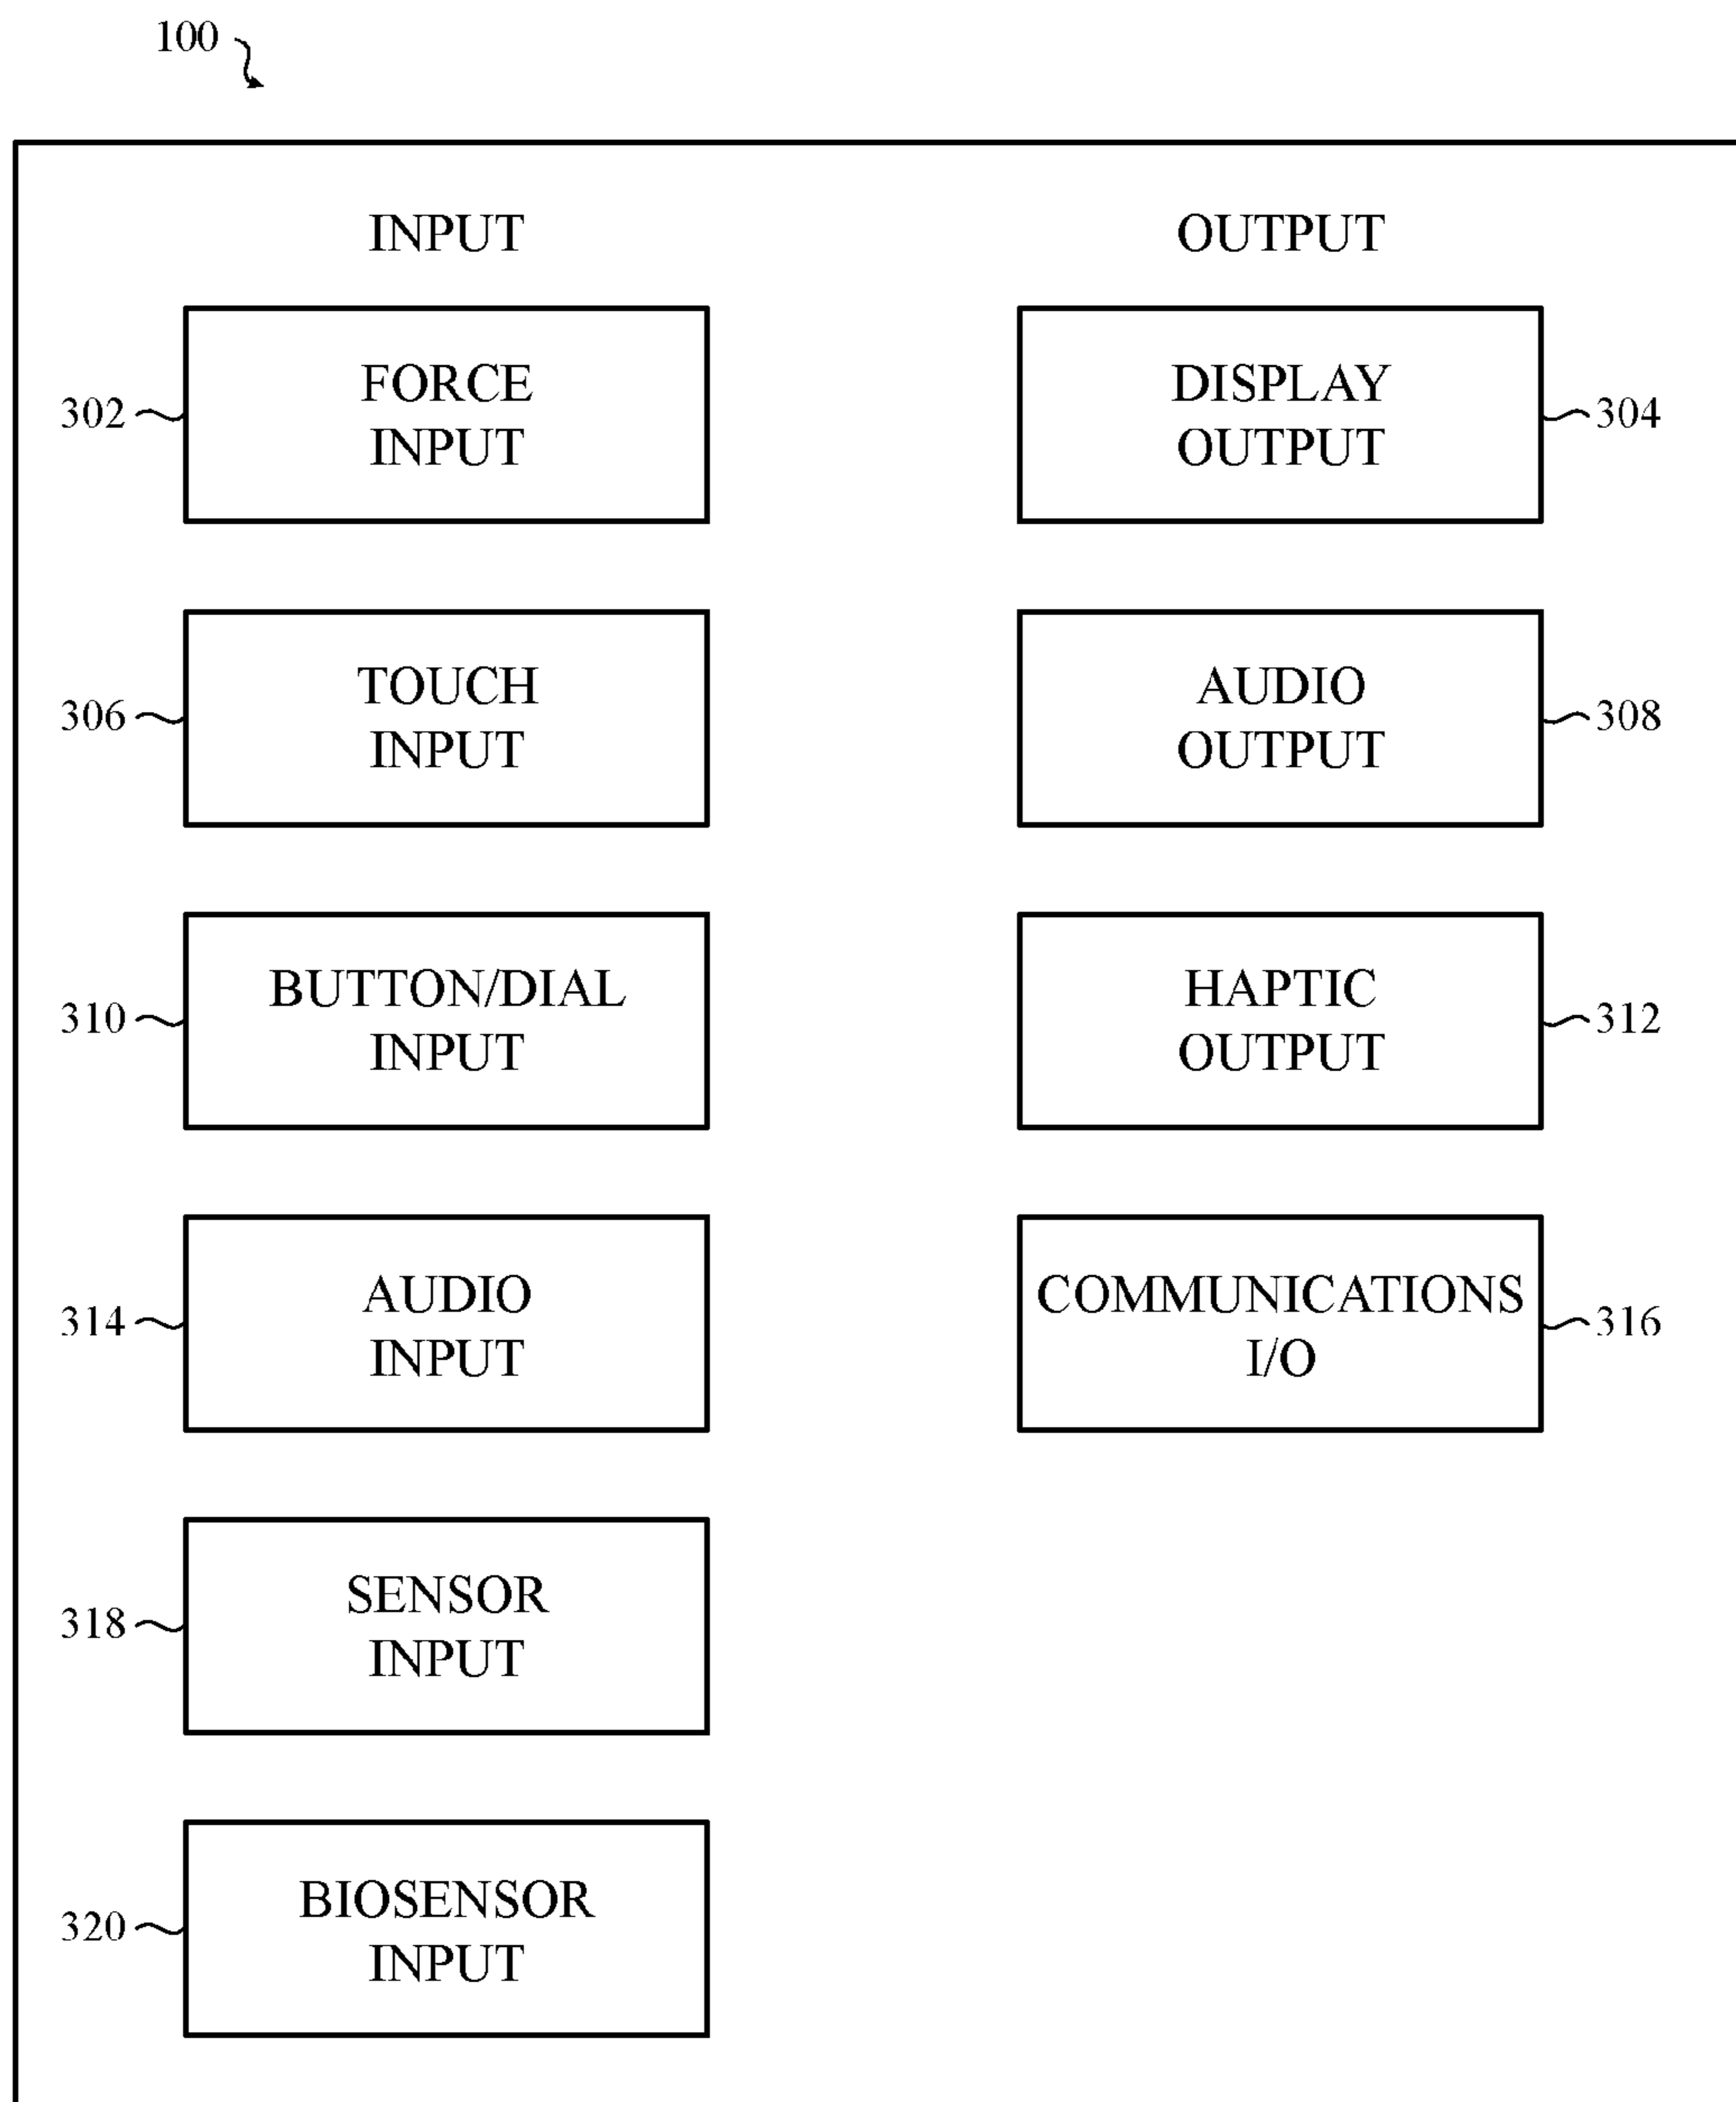 100
INPUT
OUTPUT
302
FORCE
INPUT
DISPLAY
OUTPUT
304
306
TOUCH
INPUT
AUDIO
OUTPUT
308
310
BUTTON/DIAL
INPUT
HAPTIC
OUTPUT
312
314
AUDIO
INPUT
COMMUNICATIONS
I/O
316
318
SENSOR
INPUT
320
BIOSENSOR
INPUT